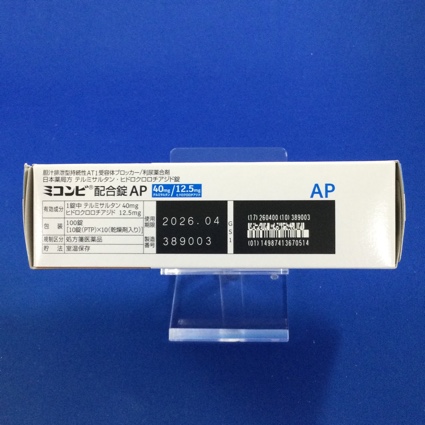 胆汁排泄型持続性AT1受容体ブロッカー/利尿薬合剤
日本薬局方 テルミサルタン・ヒドロクロロチアジド錠
ミコンビ®配合錠AP 40mg/12.5mg
AP
有効成分 1錠中 テルミサルタン 40mg
ヒドロクロロチアジド 12.5mg
包装 100錠
[10錠(PTP)×10(乾燥剤入り)]
規制区分 処方箋医薬品
貯法 室温保存
使用期限 2026.04
製造番号 389003
GS1
(17) 260400 (10) 389003
(01) 14987413670514